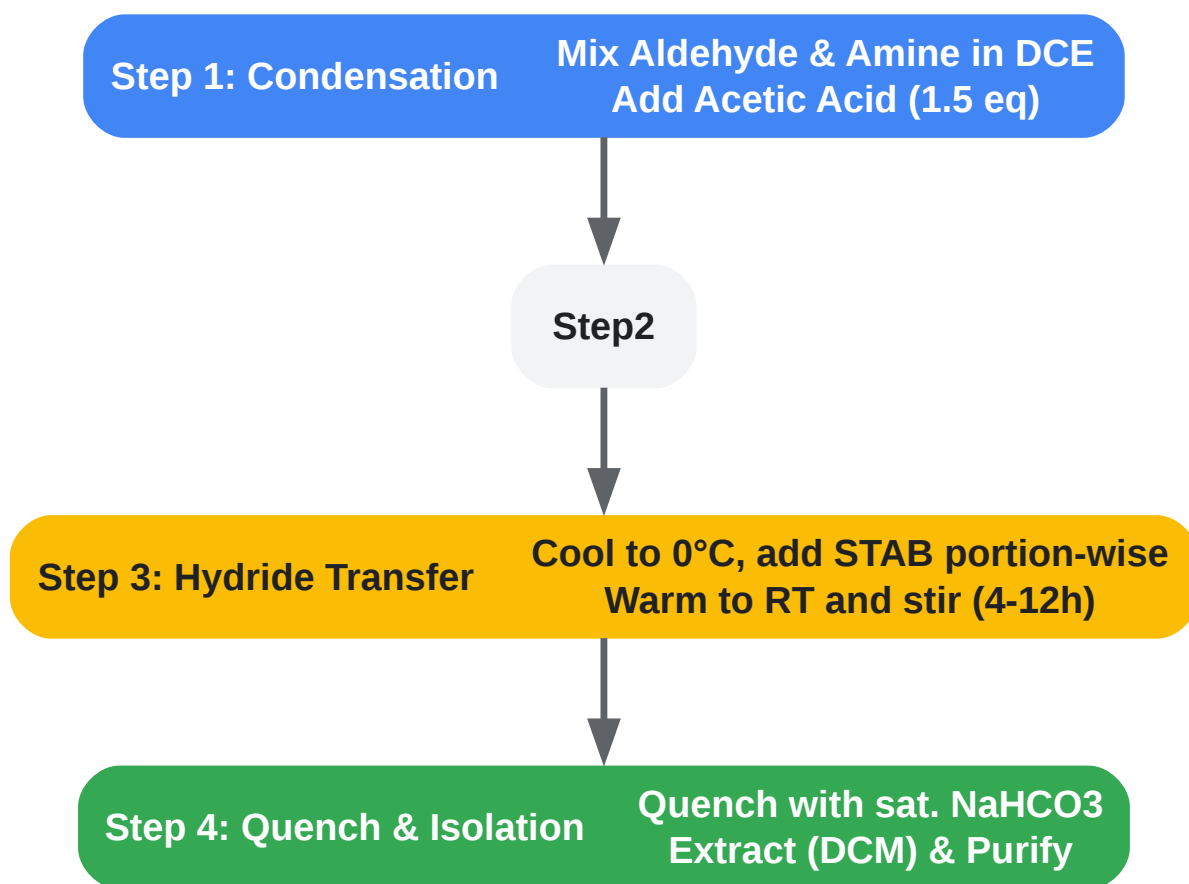 Step 1: Condensation
Mix Aldehyde & Amine in DCE
Add Acetic Acid (1.5 eq)
Step2
Step 3: Hydride Transfer
Cool to 0°C, add STAB portion-wise
Warm to RT and stir (4-12h)
Step 4: Quench & Isolation
Quench with sat. NaHCO3
Extract (DCM) & Purify